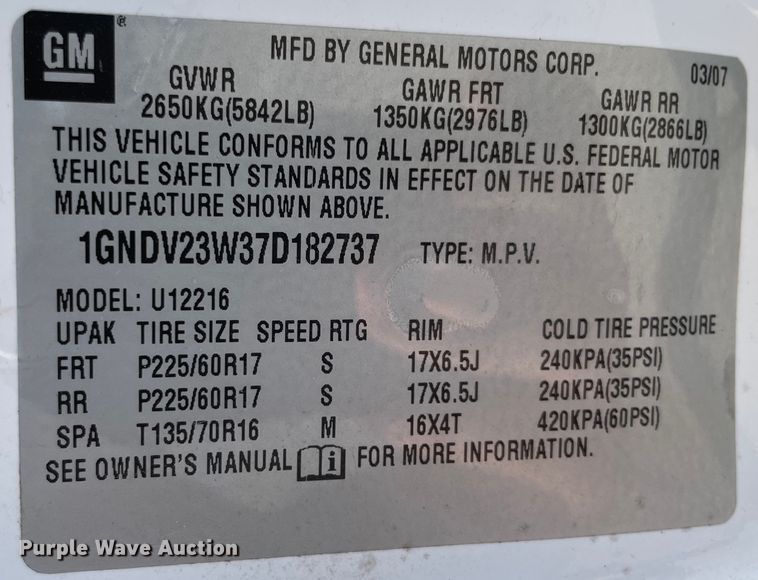 GM®
MFD BY GENERAL MOTORS CORP. 03/07
GVWR GAWR FRT GAWR RR
2650KG(5842LB) 1350KG(2976LB) 1300KG(2866LB)
THIS VEHICLE CONFORMS TO ALL APPLICABLE U.S. FEDERAL MOTOR
VEHICLE SAFETY STANDARDS IN EFFECT ON THE DATE OF
MANUFACTURE SHOWN ABOVE.
1GNDV23W37D182737 TYPE: M.P.V.
MODEL: U12216
UPAK TIRE SIZE SPEED RTG RIM COLD TIRE PRESSURE
FRT P225/60R17 S 17X6.5J 240KPA(35PSI)
RR P225/60R17 S 17X6.5J 240KPA(35PSI)
SPA T135/70R16 M 16X4T 420KPA(60PSI)
SEE OWNER'S MANUAL i FOR MORE INFORMATION.
Purple Wave Auction